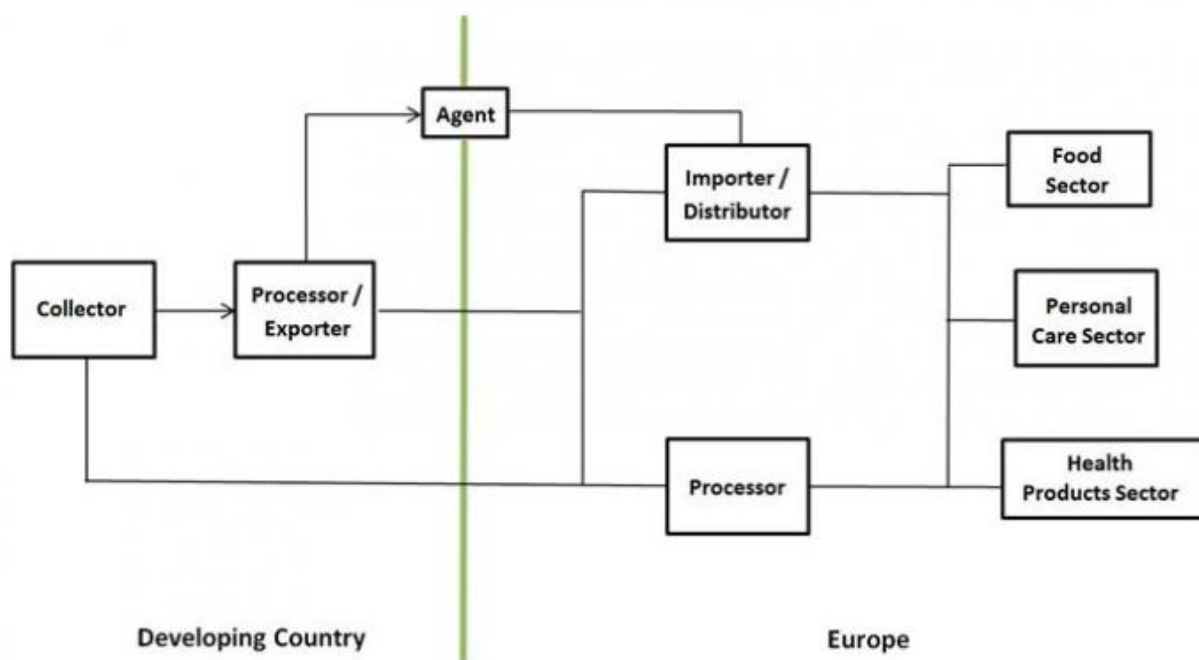 Agent
Importer /
Distributor
Food
Sector
Collector
Processor /
Exporter
Personal
Care Sector
Processor
Health
Products Sector
Developing Country
Europe